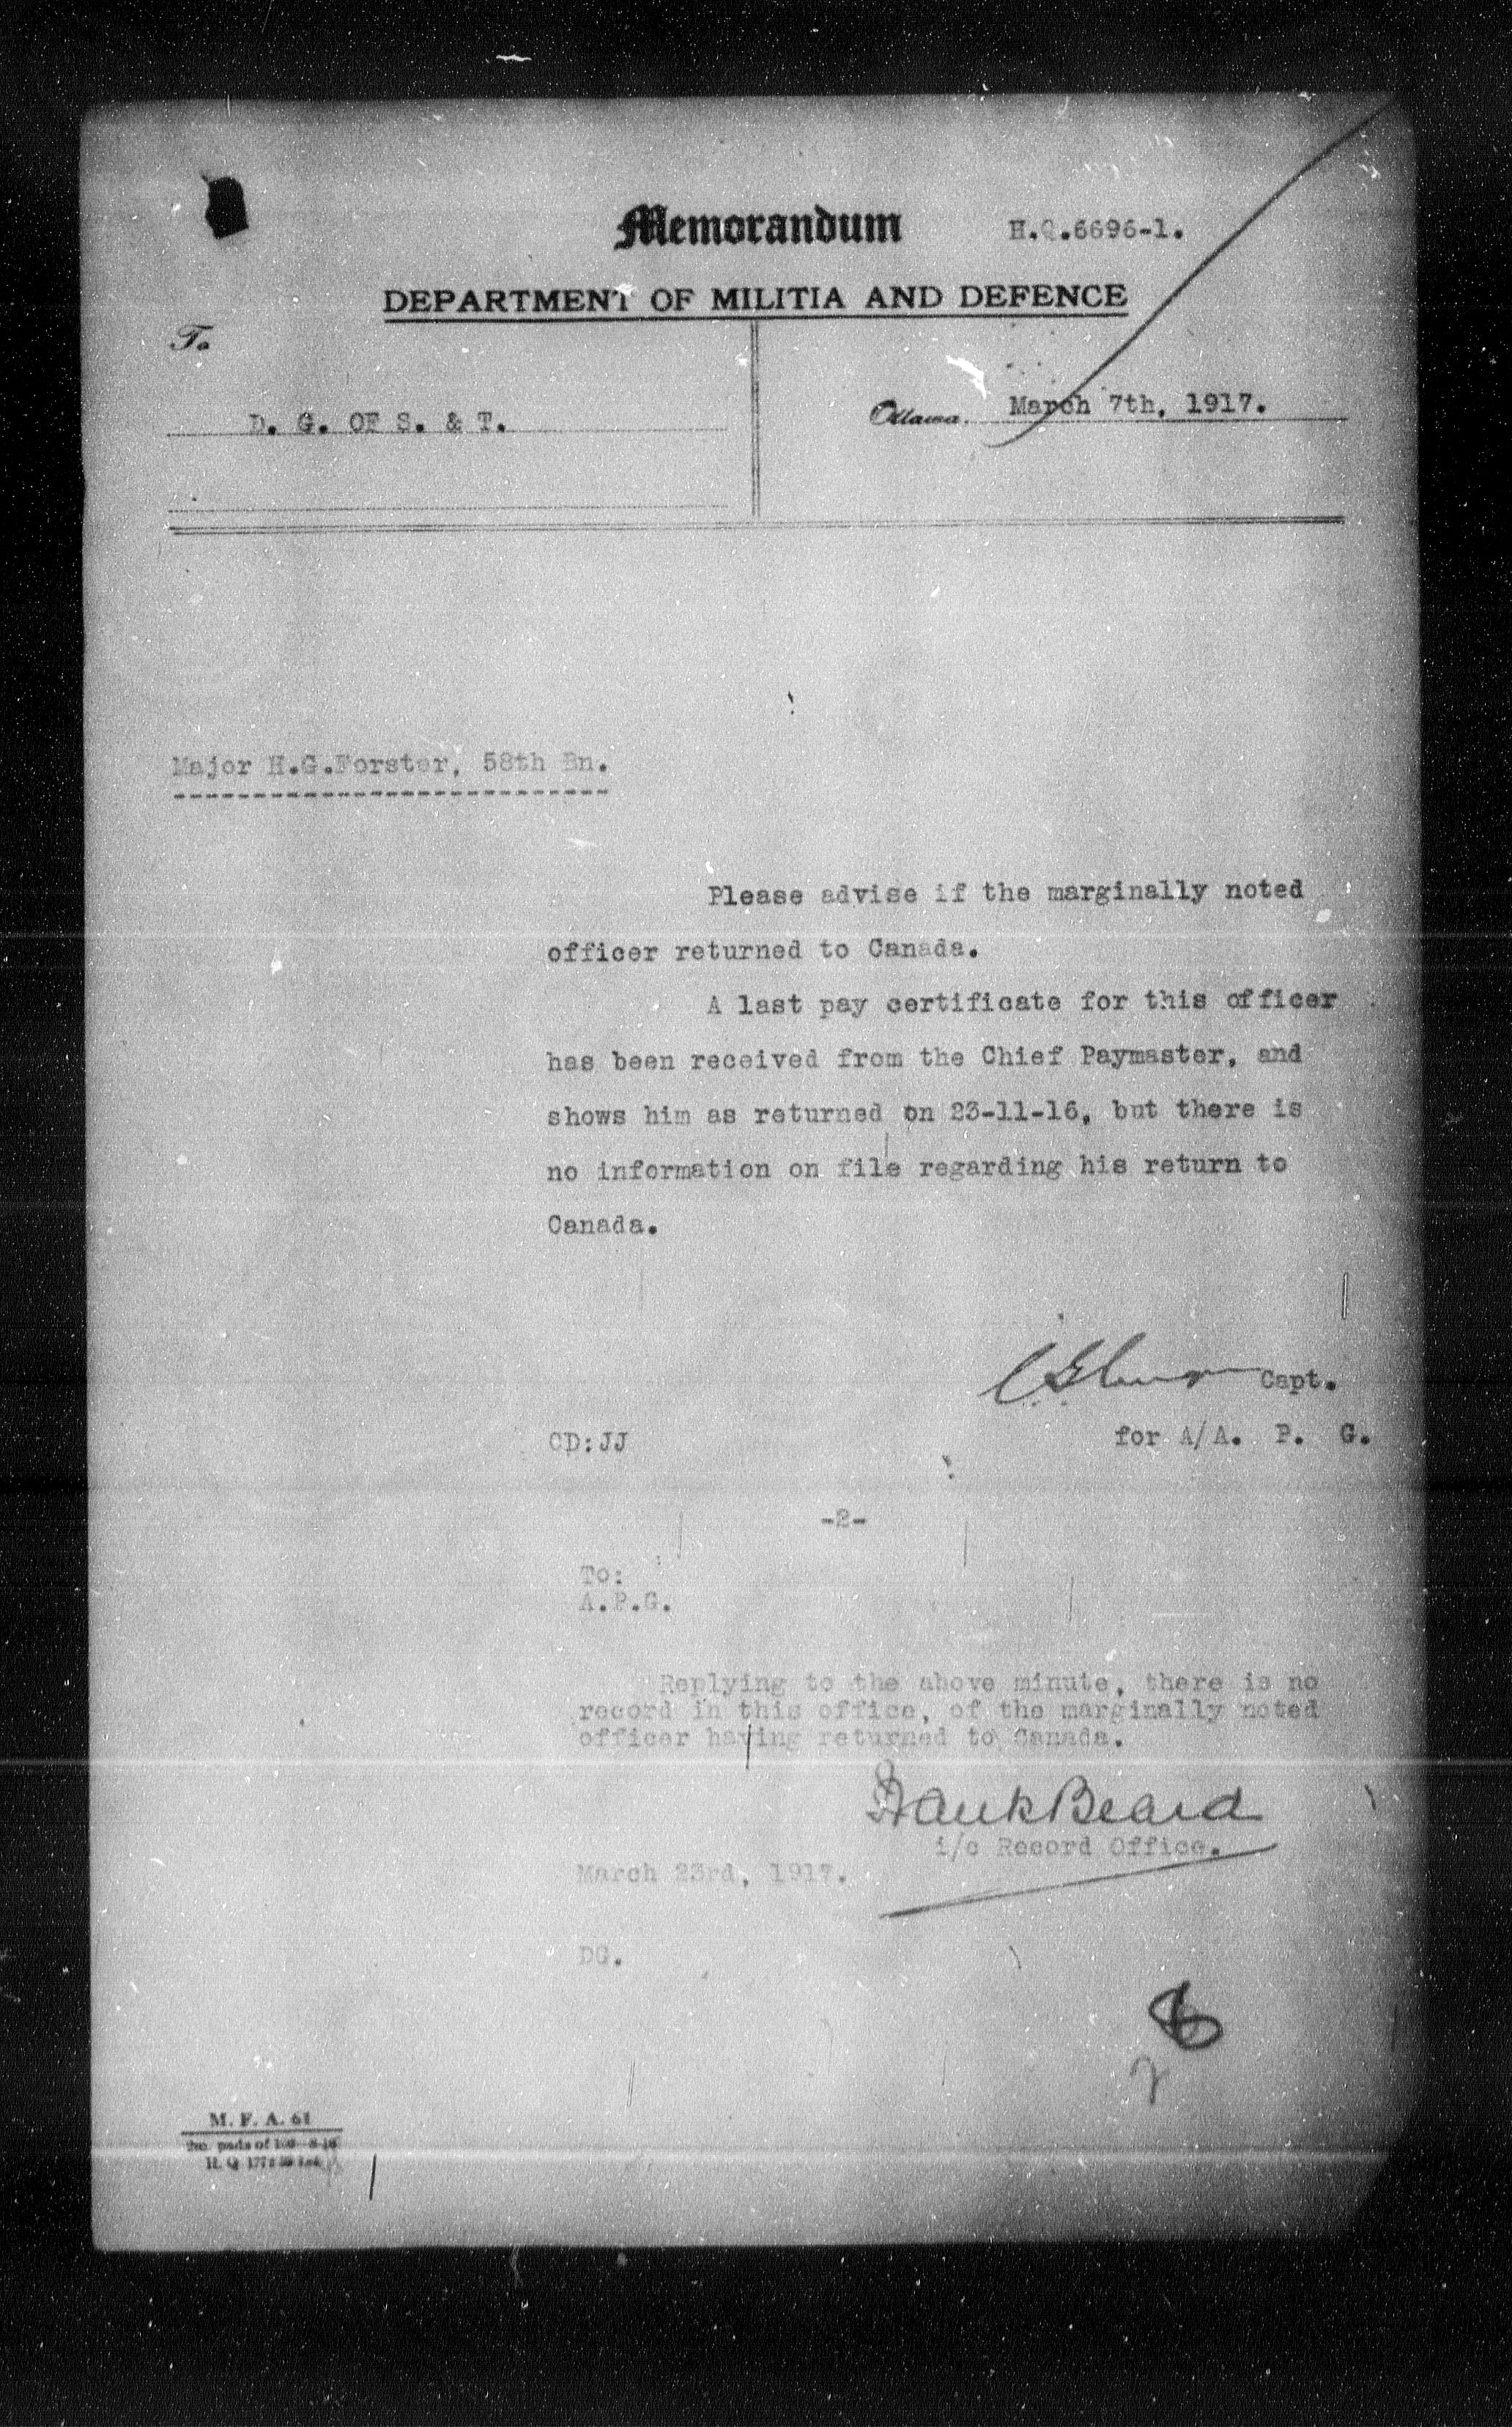 Memorandum
H.Q.6696-1.
DEPARTMENT OF MILITIA AND DEFENCE
To
D. G. OF S. & T.
Ottawa. March 7th, 1917.
Major H.G.Forster, 58th Bn.
Please advise if the marginally noted
officer returned to Canada.
A last pay certificate for this officer
has been received from the Chief Paymaster, and
shows him as returned on 23-11-16, but there is
no information on file regarding his return to
Canada.
Capt.
for A/A. P. G.
CD:JJ
-2-
To:
A.P.G.
Replying to the above minute, there is no
record in this office, of the marginally noted
officer having returned to Canada.
Frank Beard
i/c Record Office.
March 23rd, 1917.
DG.
8
M. F. A. 61
pads of
H. Q.